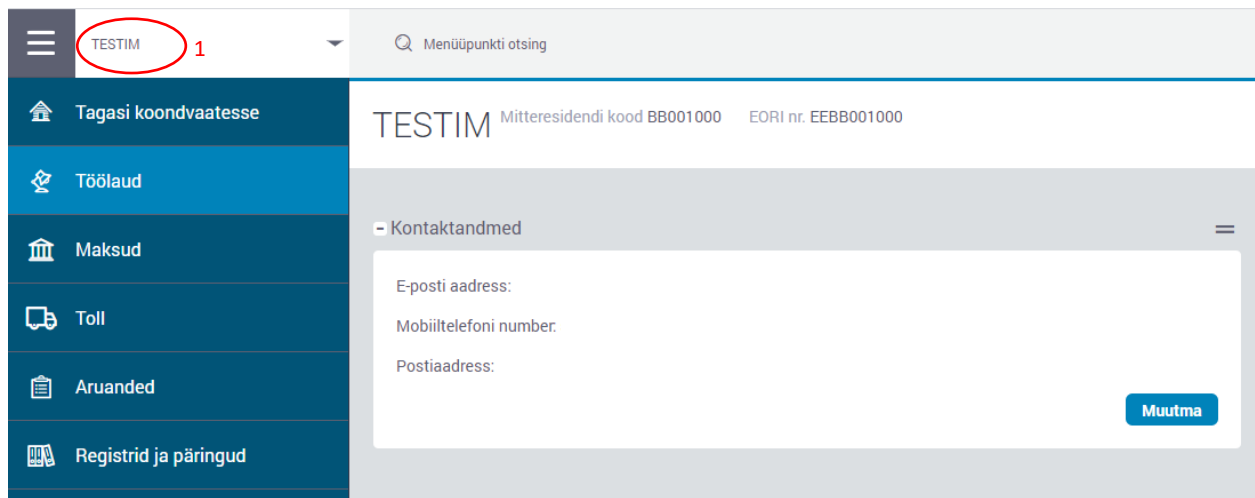 TESTIM 1
Menüüpunkti otsing
Tagasi koondvaatesse
Töölaud
Maksud
Toll
Aruanded
Registrid ja päringud
TESTIM Mitteresidendi kood BB001000 EORI nr. EEBB001000
Kontaktandmed
E-posti aadress:
Mobiiltelefoni number:
Postiaadress:
Muutma